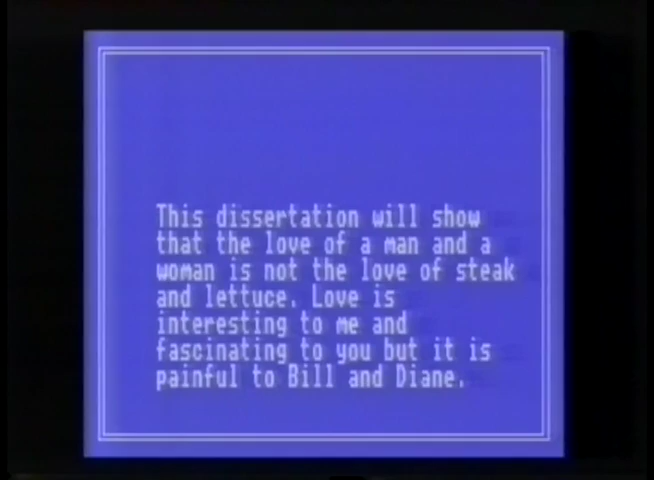 This dissertation will show
that the love of a man and a
woman is not the love of steak
and lettuce. Love is
interesting to me and
fascinating to you but it is
painful to Bill and Diane.